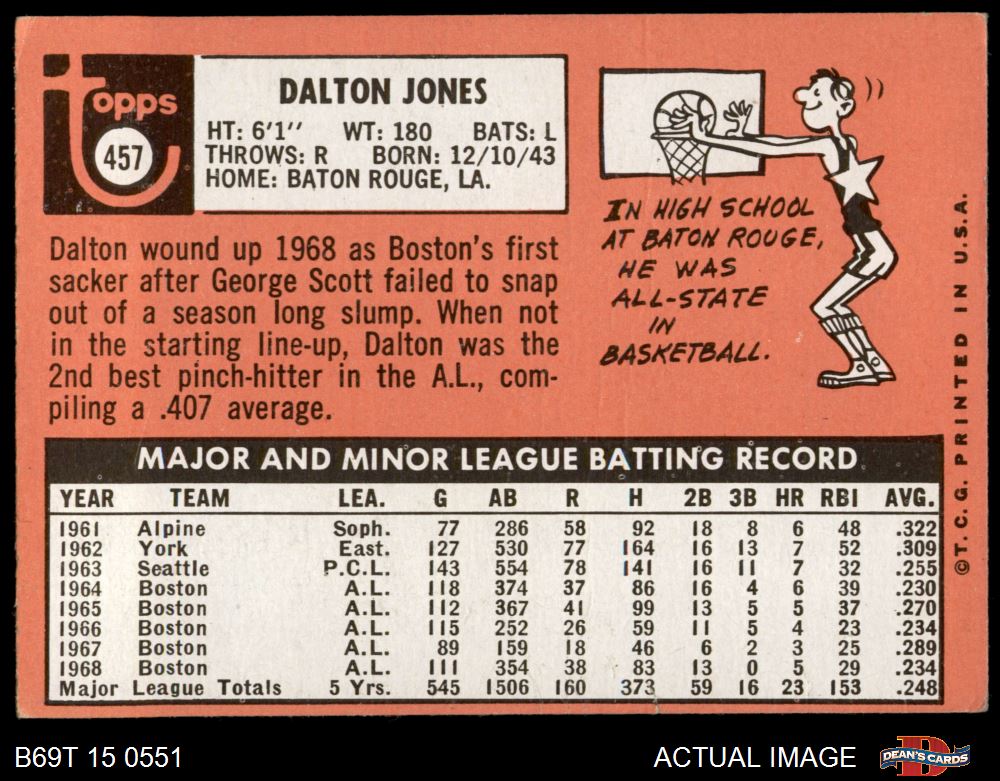 Topps
457
DALTON JONES
HT: 6'1'' WT: 180 BATS: L
THROWS: R BORN: 12/10/43
HOME: BATON ROUGE, LA.
Dalton wound up 1968 as Boston's first
sacker after George Scott failed to snap
out of a season long slump. When not
in the starting line-up, Dalton was the
2nd best pinch-hitter in the A.L., com-
piling a .407 average.
IN HIGH SCHOOL
AT BATON ROUGE,
HE WAS
ALL-STATE
IN
BASKETBALL.
©T. C. G. PRINTED IN U.S.A.
MAJOR AND MINOR LEAGUE BATTING RECORD
YEAR TEAM LEA. G AB R H 2B 3B HR RBI AVG.
1961 Alpine Soph. 77 286 58 92 18 8 6 48 .322
1962 York East. 127 530 77 164 16 13 7 52 .309
1963 Seattle P.C.L. 143 554 78 141 16 11 7 32 .255
1964 Boston A.L. 118 374 37 86 16 4 6 39 .230
1965 Boston A.L. 112 367 41 99 13 5 5 37 .270
1966 Boston A.L. 115 252 26 59 11 5 4 23 .234
1967 Boston A.L. 89 159 18 46 6 2 3 25 .289
1968 Boston A.L. 111 354 38 83 13 0 5 29 .234
Major League Totals 5 Yrs. 545 1506 160 373 59 16 23 153 .248
B69T 15 0551
ACTUAL IMAGE
DEAN'S CARDS